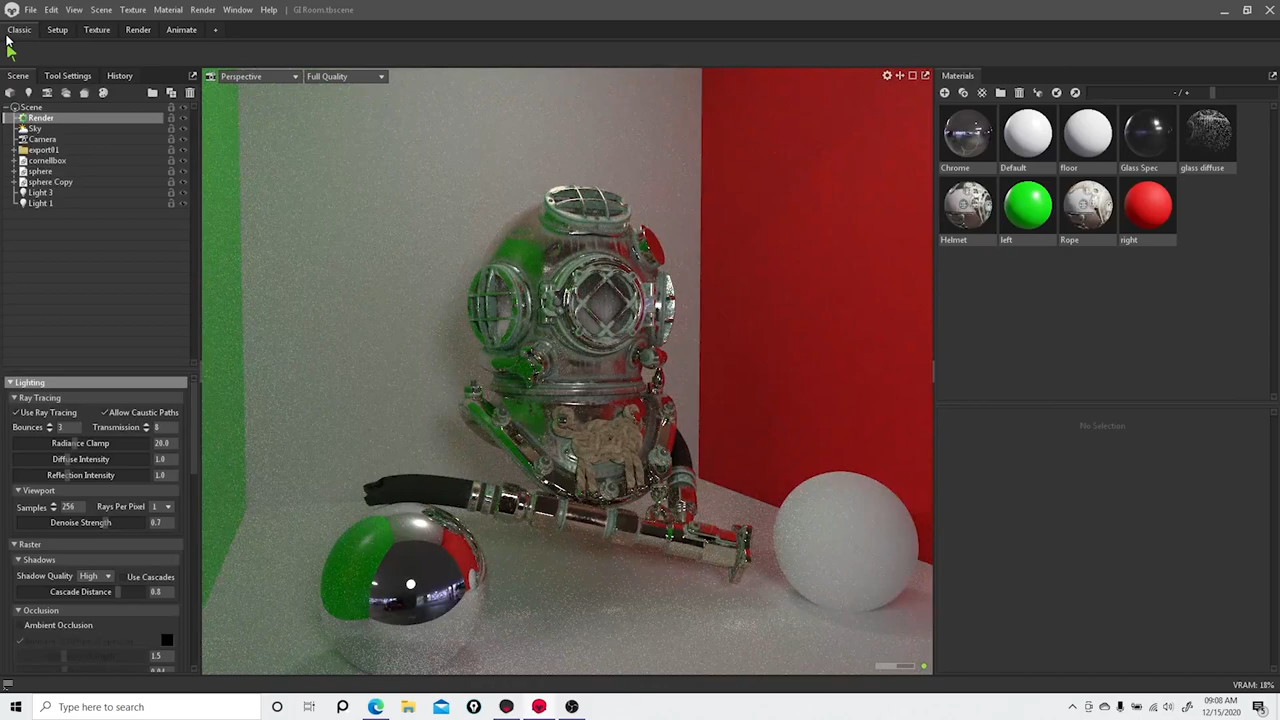 File Edit View Scene Texture Material Render Window Help GI Room.tbscene
Classic Setup Texture Render Animate +
Scene Tool Settings History
Perspective Full Quality
Materials
- / +
Scene
Render
Sky
Camera
export01
cornellbox
sphere
sphere Copy
Light 3
Light 1
Chrome Default floor Glass Spec glass diffuse
Helmet left Rope right
No Selection
Lighting
Ray Tracing
Use Ray Tracing Allow Caustic Paths
Bounces 3 Transmission 8
Radiance Clamp 20.0
Diffuse Intensity 1.0
Reflection Intensity 1.0
Viewport
Samples 256 Rays Per Pixel 1
Denoise Strength 0.7
Raster
Shadows
Shadow Quality High Use Cascades
Cascade Distance 0.8
Occlusion
Ambient Occlusion
1.5
VRAM: 18%
Type here to search
09:08 AM
12/15/2020